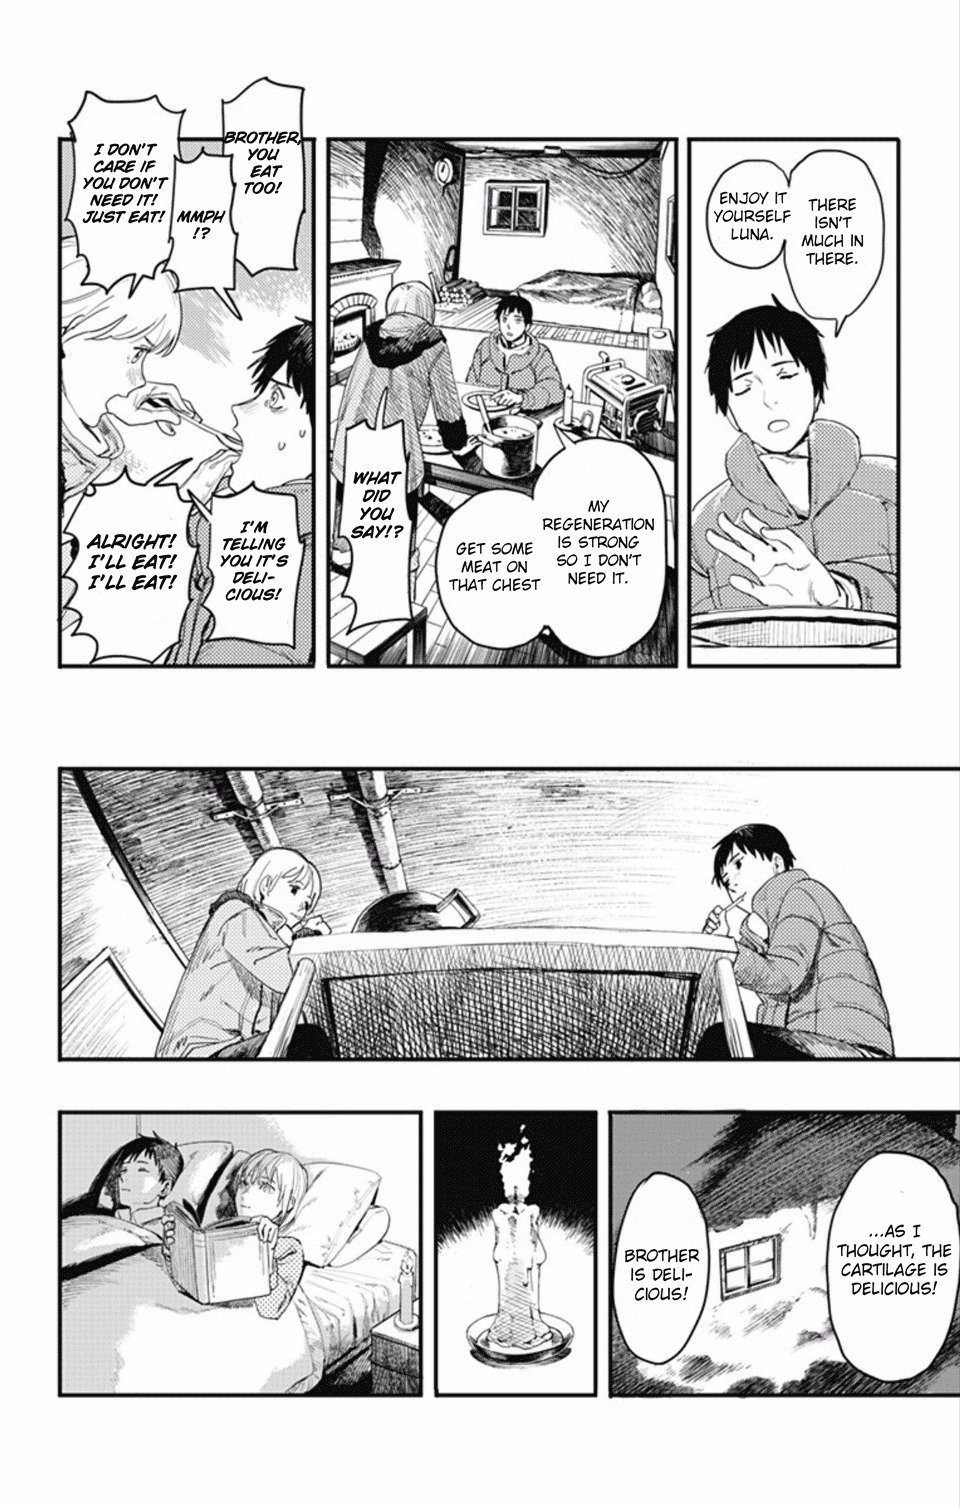 THERE
ISN'T
MUCH IN
THERE.
ENJOY IT
YOURSELF
LUNA.
MY
REGENERATION
IS STRONG
SO I DON'T
NEED IT.
GET SOME
MEAT ON
THAT CHEST
WHAT
DID
YOU
SAY!?
BROTHER,
YOU
EAT
TOO!
MMPH
!?
I DON'T
CARE IF
YOU DON'T
NEED IT!
JUST EAT!
I'M
TELLING
YOU IT'S
DELI-
CIOUS!
ALRIGHT!
I'LL EAT!
I'LL EAT!
...AS I
THOUGHT, THE
CARTILAGE IS
DELICIOUS!
BROTHER
IS DELI-
CIOUS!